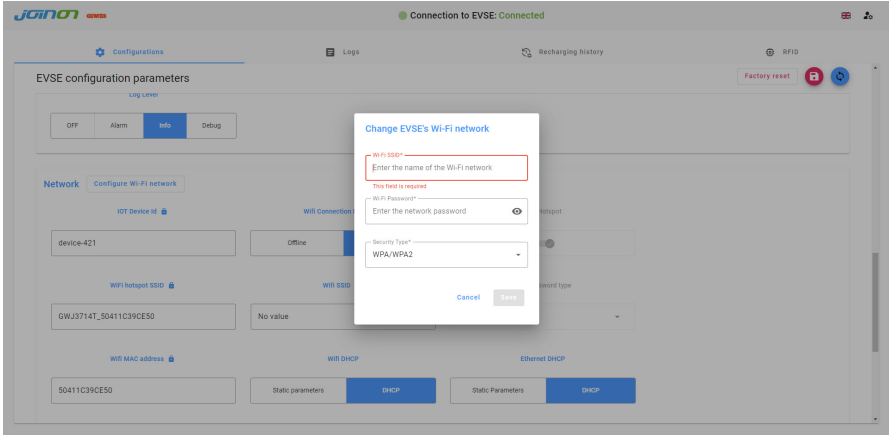 JOINON GEWISS
Connection to EVSE: Connected
Configurations Logs Recharging history RFID
EVSE configuration parameters Factory reset
Log Level
OFF Alarm Info Debug
Change EVSE's Wi-Fi network
Wi-Fi SSID*
Enter the name of the Wi-Fi network
This field is required
Network Configure Wi-Fi network
Wi-Fi Password*
Enter the network password
IOT Device Id Wifi Connection Hotspot
device-421 Offline
Security Type*
WPA/WPA2
WiFi hotspot SSID Wifi SSID type
Cancel Save
GWJ3714T_50411C39CE50 No value
Wifi MAC address Wifi DHCP Ethernet DHCP
50411C39CE50 Static parameters DHCP Static Parameters DHCP